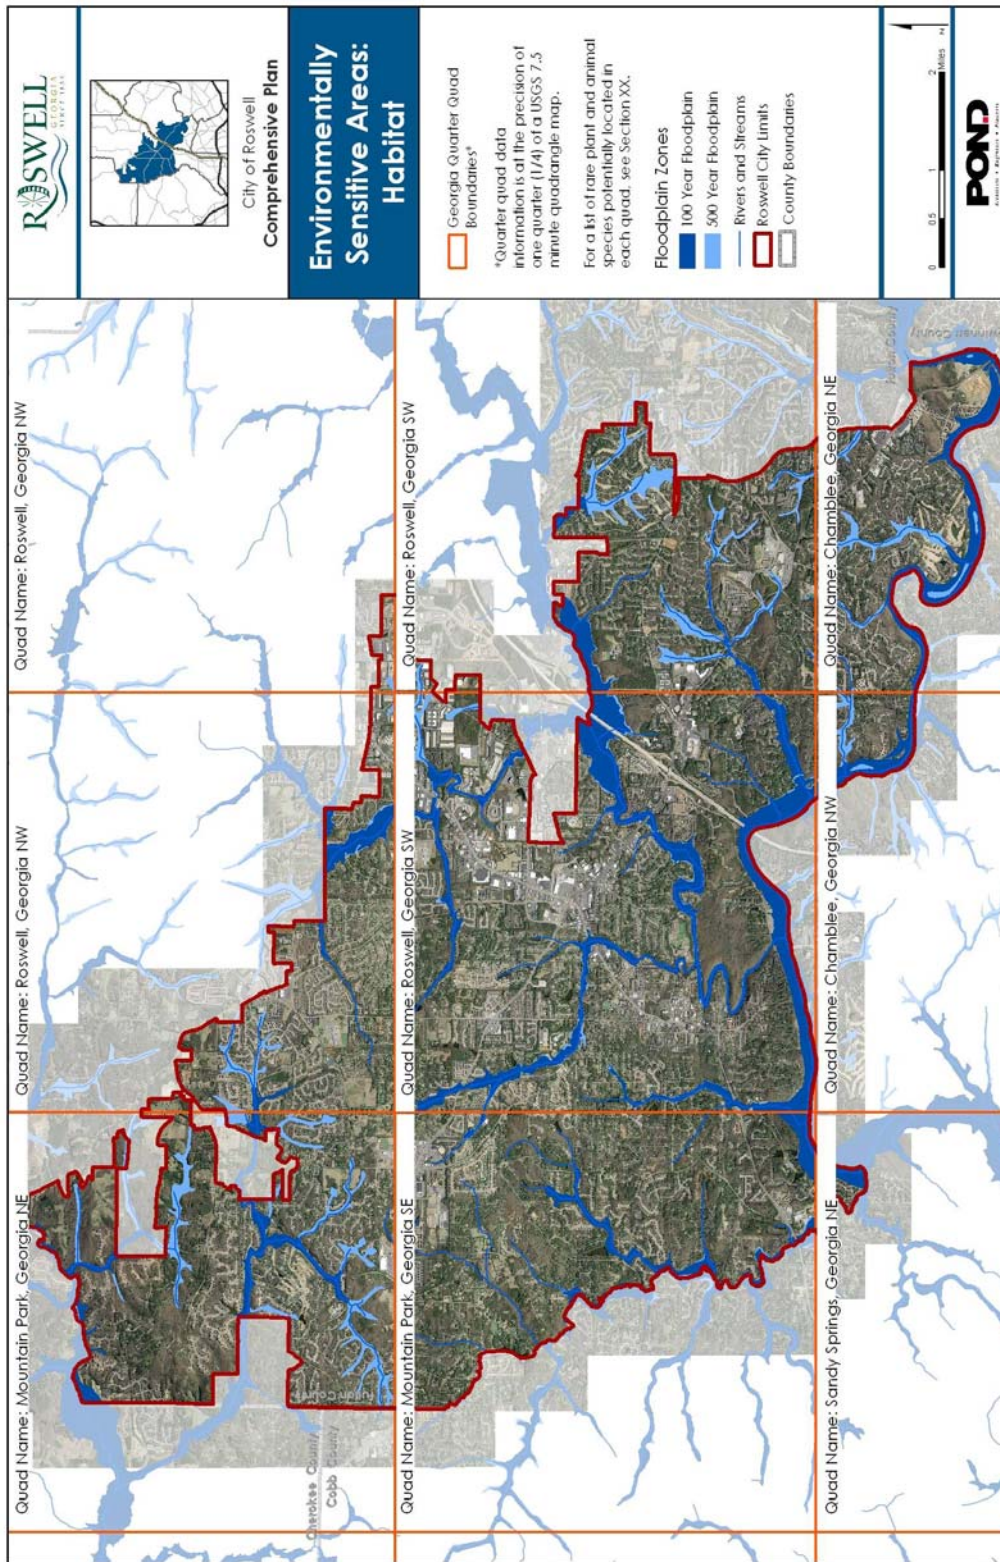 Quad Name: Mountain Park, Georgia NE
Quad Name: Roswell, Georgia NW
Quad Name: Roswell, Georgia NW
Cherokee County
Cobb County
Fulton County
Quad Name: Mountain Park, Georgia SE
Quad Name: Roswell, Georgia SW
Quad Name: Roswell, Georgia SW
Quad Name: Sandy Springs, Georgia NE
Quad Name: Chamblee, Georgia NW
Quad Name: Chamblee, Georgia NE
Fulton County
County
ROSWELL
GEORGIA
City of Roswell
Comprehensive Plan
Environmentally
Sensitive Areas:
Habitat
Georgia Quarter Quad
Boundaries*
*Quarter quad data
information is at the precision of
one quarter (1/4) of a USGS 7.5
minute quadrangle map.
For a list of rare plant and animal
species potentially located in
each quad, see Section XX.
Floodplain Zones
100 Year Floodplain
500 Year Floodplain
Rivers and Streams
Roswell City Limits
County Boundaries
0 0.5 1 2
Miles
N
POND